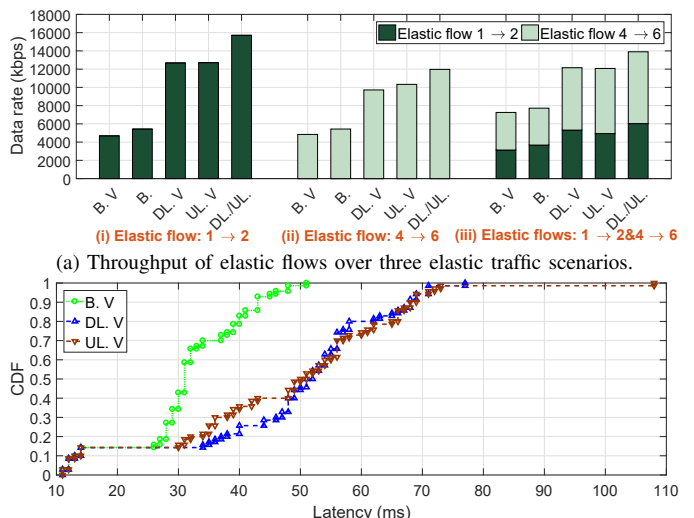 18000
16000
14000
12000
10000
8000
6000
4000
2000
0
Data rate (kbps)
Elastic flow 1 → 2
Elastic flow 4 → 6
B. V
B.
DL. V
UL. V
DL./UL.
B. V
B.
DL. V
UL. V
DL./UL.
B. V
B.
DL. V
UL. V
DL./UL.
(i) Elastic flow: 1 → 2
(ii) Elastic flow: 4 → 6
(iii) Elastic flows: 1 → 2&4 → 6
(a) Throughput of elastic flows over three elastic traffic scenarios.
1
0.9
0.8
0.7
0.6
0.5
0.4
0.3
0.2
0.1
0
CDF
B. V
DL. V
UL. V
10 20 30 40 50 60 70 80 90 100 110
Latency (ms)